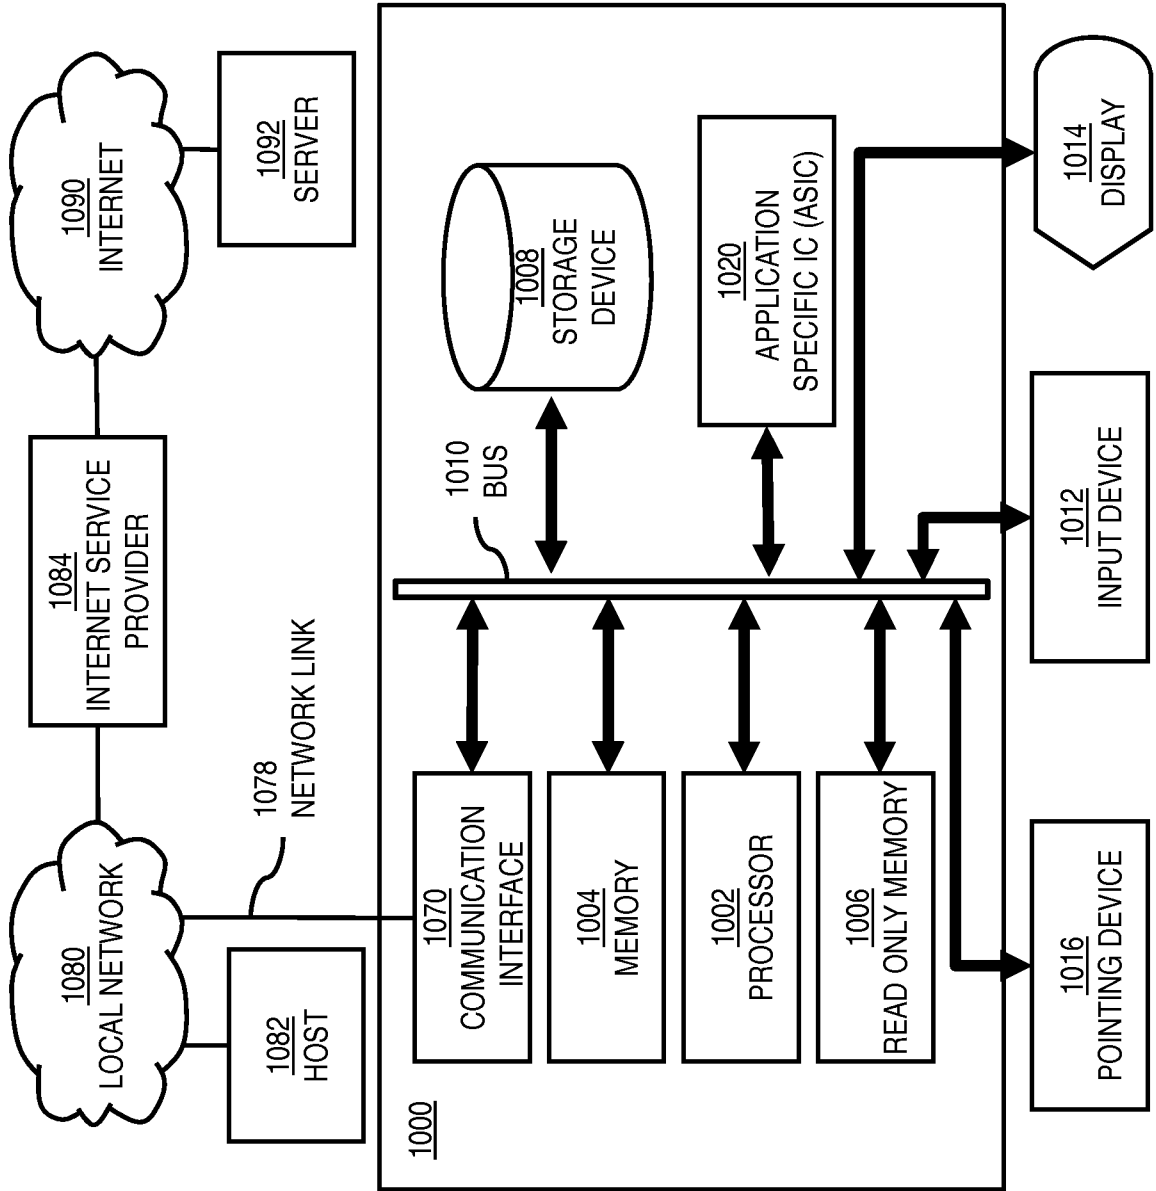 1080
LOCAL NETWORK
1084
INTERNET SERVICE
PROVIDER
1090
INTERNET
1082
HOST
1078
NETWORK LINK
1092
SERVER
1000
1070
COMMUNICATION
INTERFACE
1010
BUS
1008
STORAGE
DEVICE
1004
MEMORY
1002
PROCESSOR
1020
APPLICATION
SPECIFIC IC (ASIC)
1006
READ ONLY MEMORY
1016
POINTING DEVICE
1012
INPUT DEVICE
1014
DISPLAY